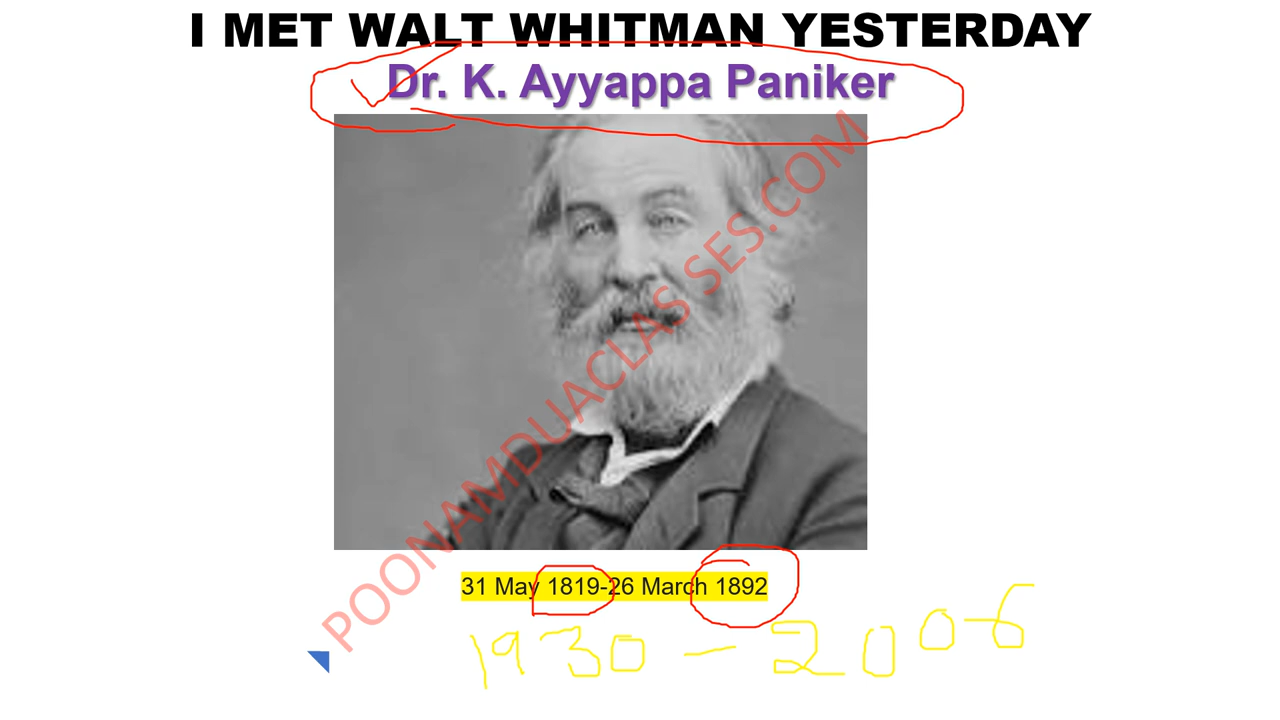 I MET WALT WHITMAN YESTERDAY
Dr. K. Ayyappa Paniker
POONAMDUACLASSES.COM
31 May 1819-26 March 1892
1930 - 2006